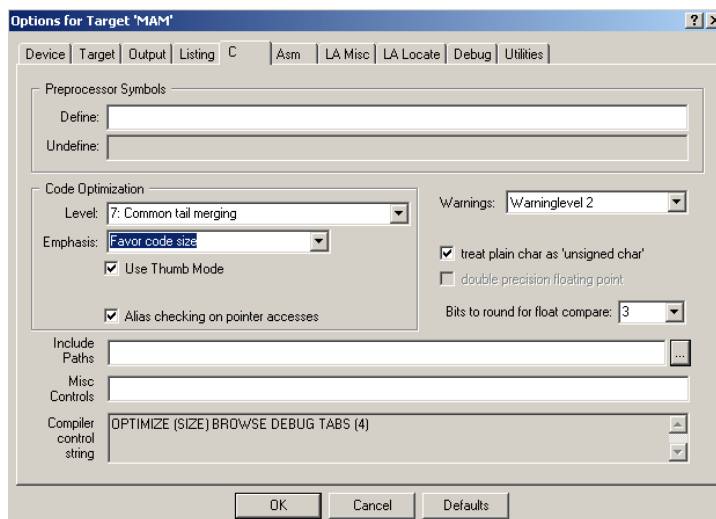 Options for Target 'MAM'
Device Target Output Listing C Asm LA Misc LA Locate Debug Utilities
Preprocessor Symbols
Define:
Undefine:
Code Optimization
Level: 7: Common tail merging
Warnings: Warninglevel 2
Emphasis: Favor code size
treat plain char as 'unsigned char'
Use Thumb Mode
double precision floating point
Alias checking on pointer accesses
Bits to round for float compare: 3
Include
Paths
...
Misc
Controls
Compiler
control
string
OPTIMIZE (SIZE) BROWSE DEBUG TABS (4)
OK Cancel Defaults